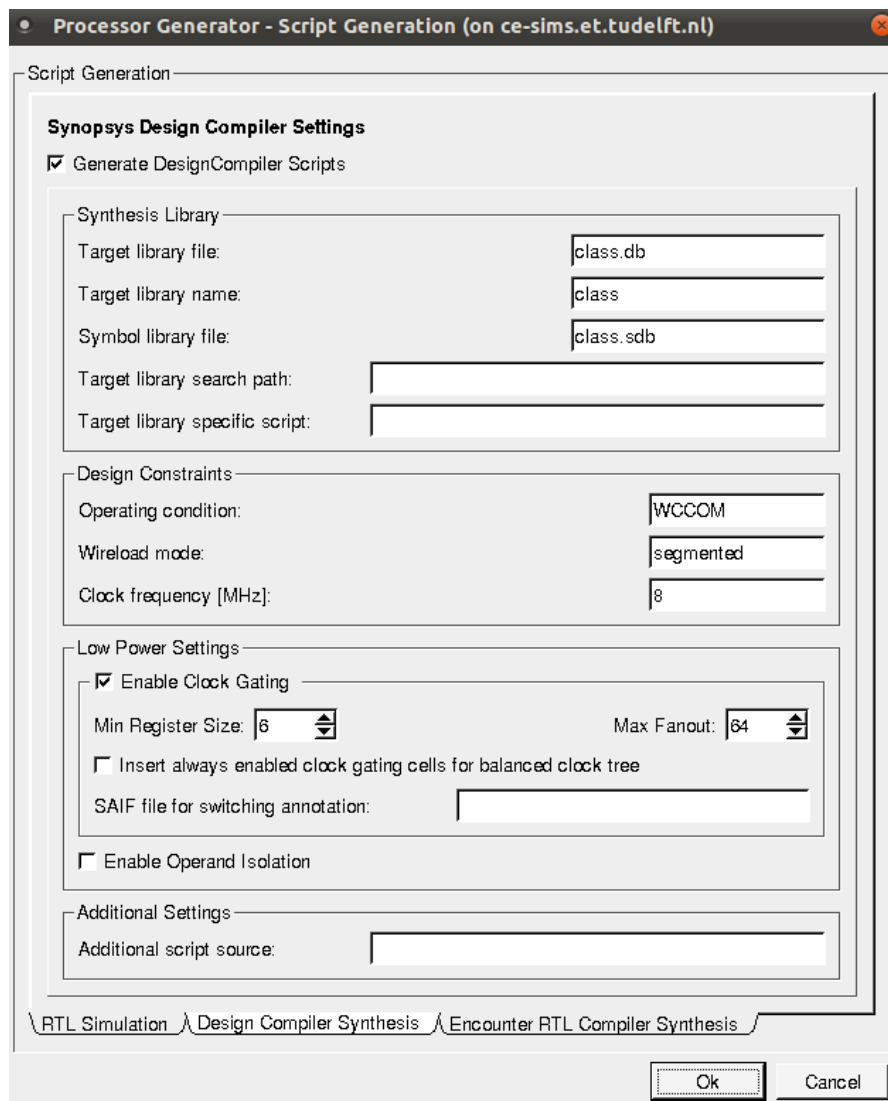 Processor Generator - Script Generation (on ce-sims.et.tudelft.nl)
Script Generation
Synopsys Design Compiler Settings
Generate DesignCompiler Scripts
Synthesis Library
Target library file: class.db
Target library name: class
Symbol library file: class.sdb
Target library search path:
Target library specific script:
Design Constraints
Operating condition: WCCOM
Wireload mode: segmented
Clock frequency [MHz]: 8
Low Power Settings
Enable Clock Gating
Min Register Size: 6 Max Fanout: 64
Insert always enabled clock gating cells for balanced clock tree
SAIF file for switching annotation:
Enable Operand Isolation
Additional Settings
Additional script source:
RTL Simulation Design Compiler Synthesis Encounter RTL Compiler Synthesis
Ok Cancel